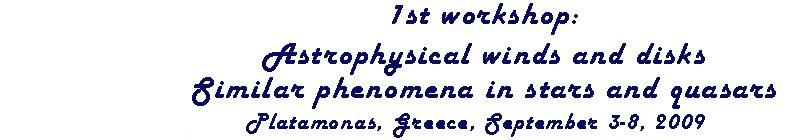 1st workshop:
Astrophysical winds and disks
Similar phenomena in stars and quasars
Platamonas, Greece, September 3-8, 2009